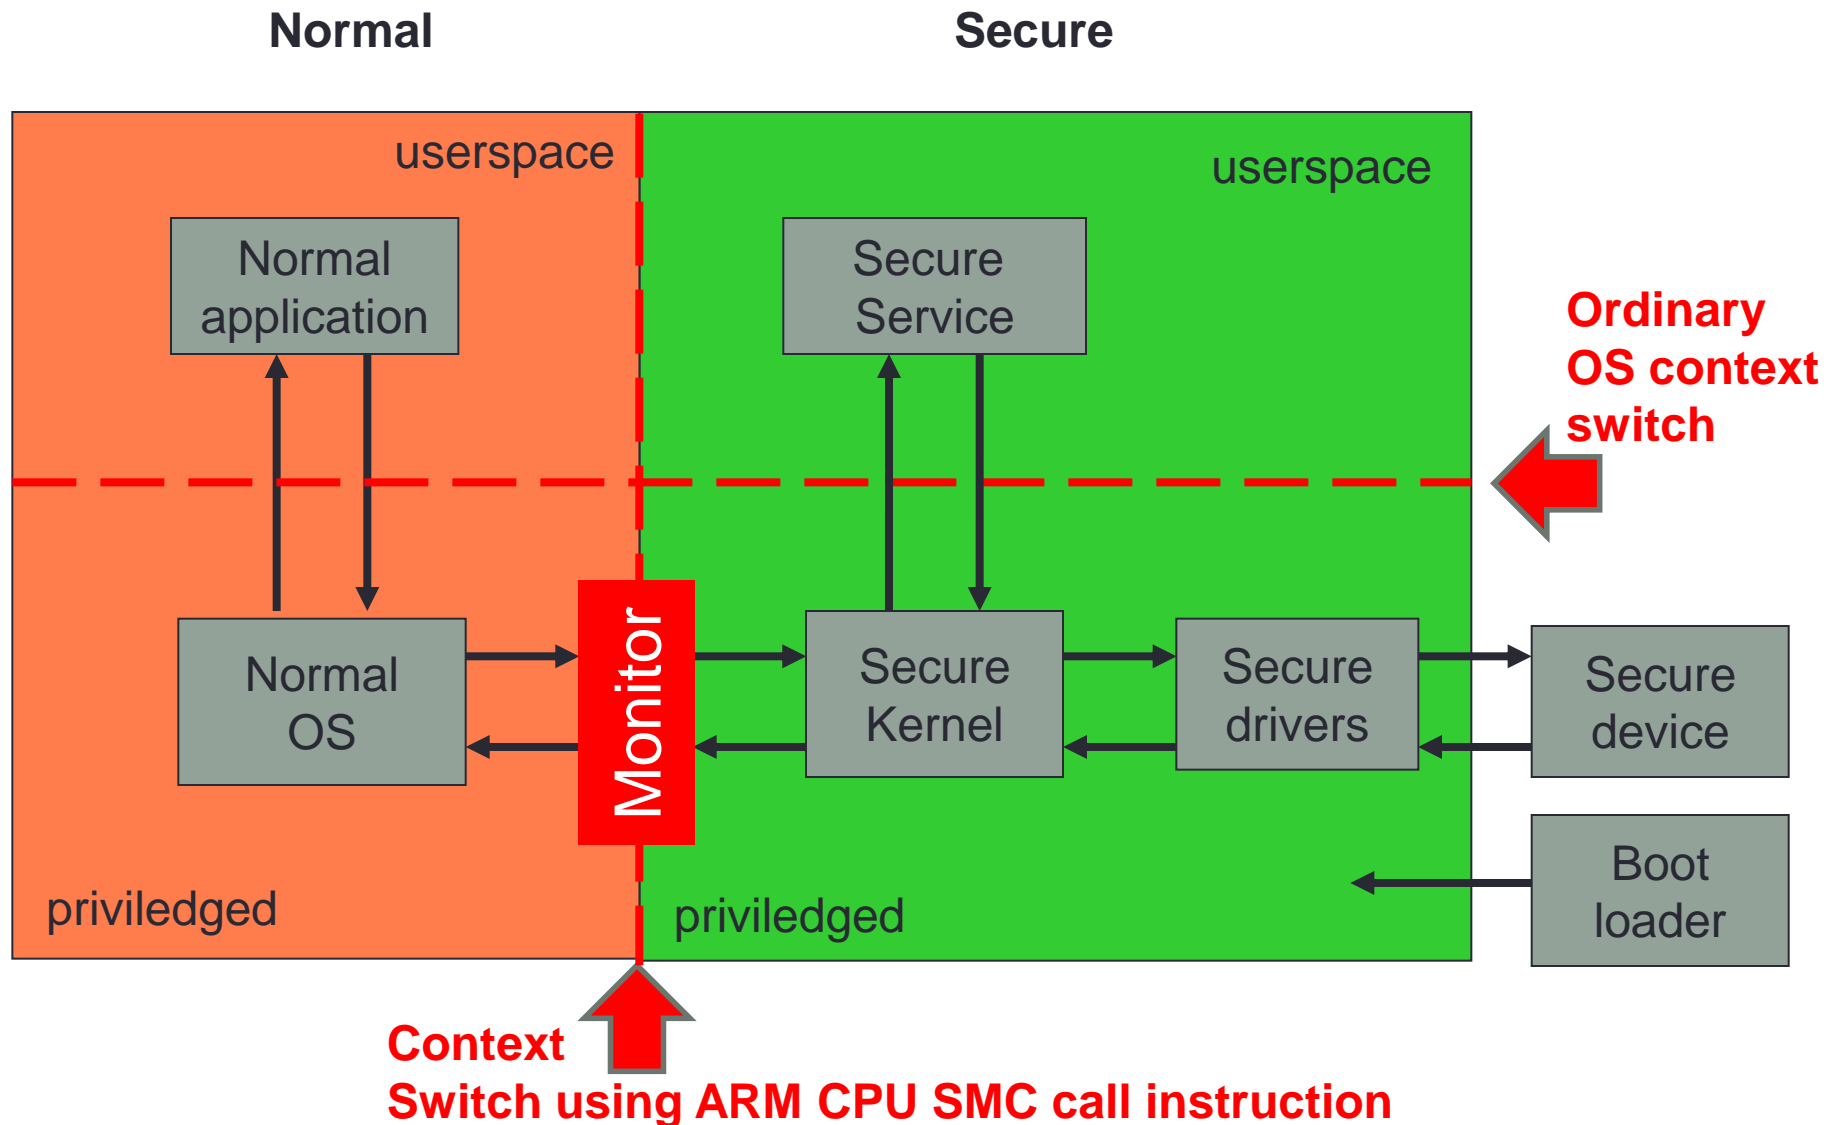 Normal
Secure
userspace
userspace
Normal
application
Secure
Service
Ordinary
OS context
switch
Normal
OS
Monitor
Secure
Kernel
Secure
drivers
Secure
device
Boot
loader
priviledged
priviledged
Context
Switch using ARM CPU SMC call instruction